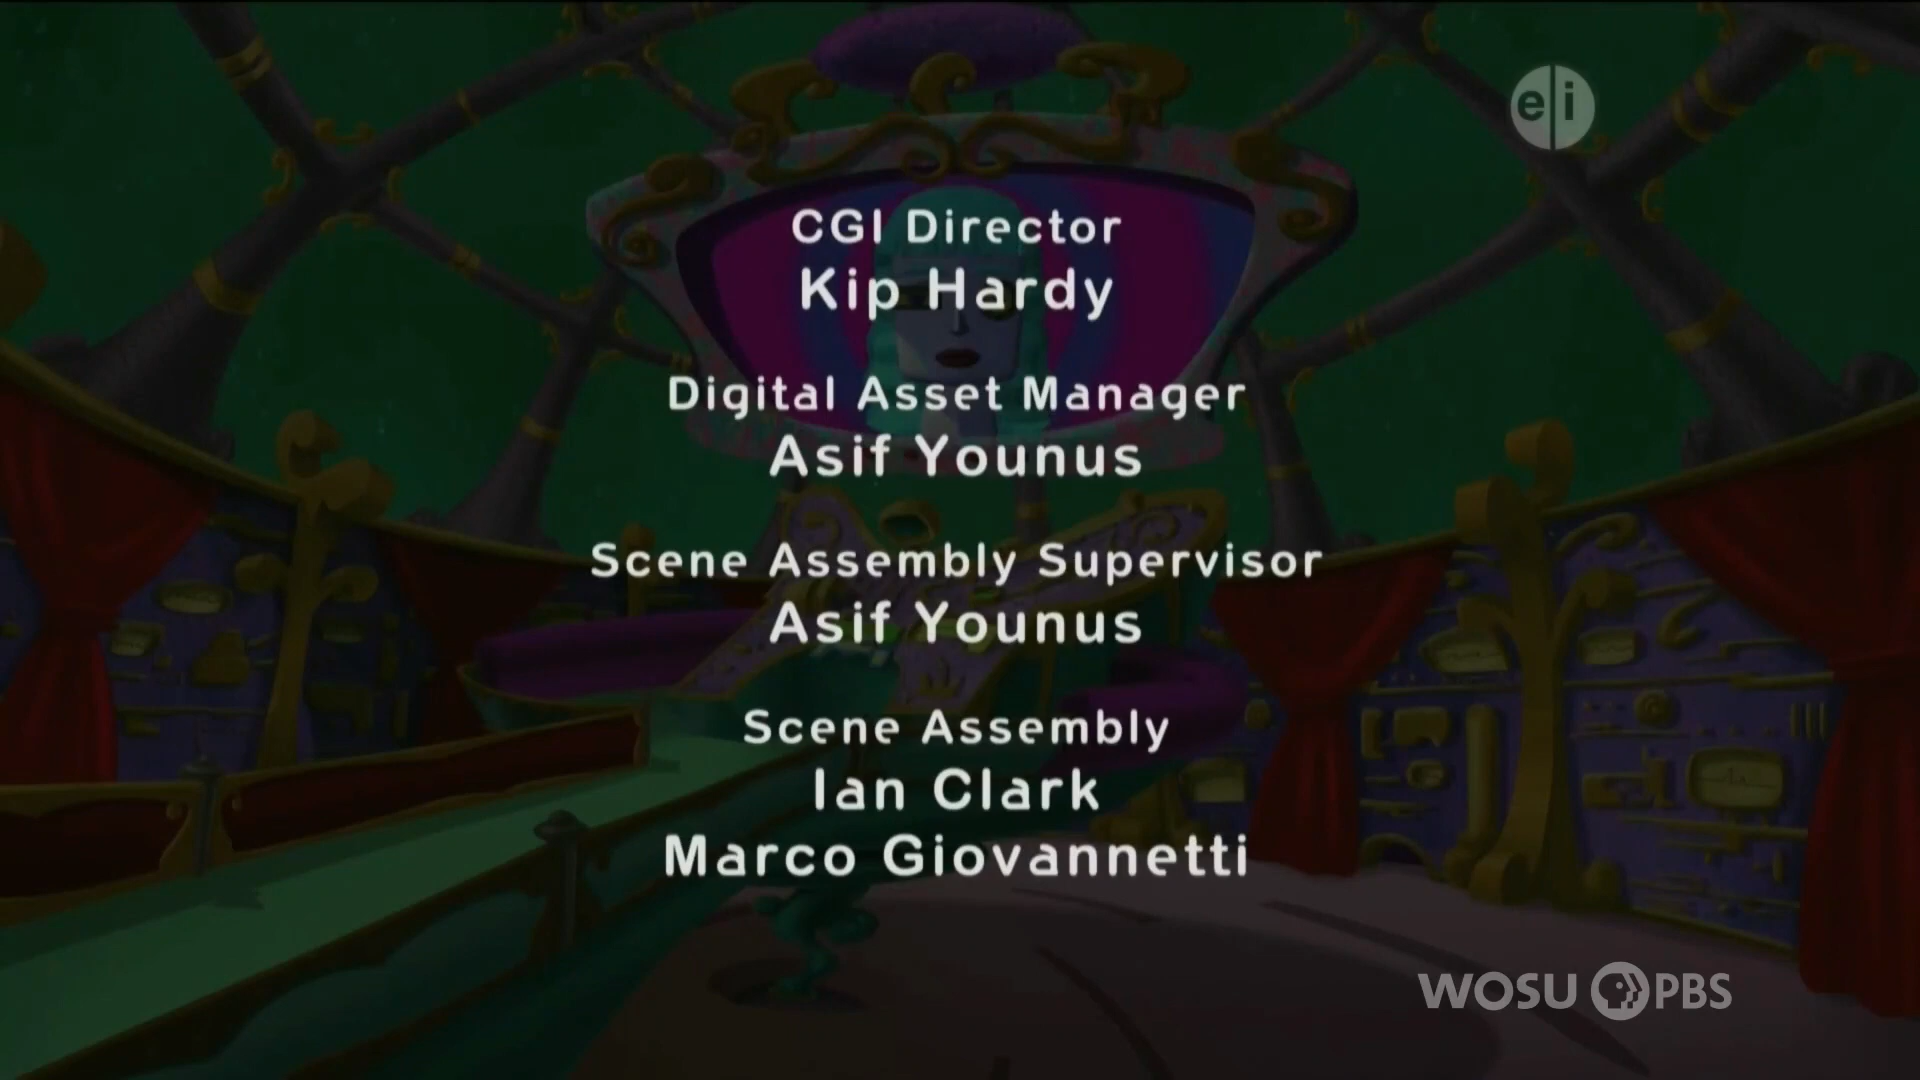 e|i
CGI Director
Kip Hardy
Digital Asset Manager
Asif Younus
Scene Assembly Supervisor
Asif Younus
Scene Assembly
Ian Clark
Marco Giovannetti
WOSU PBS